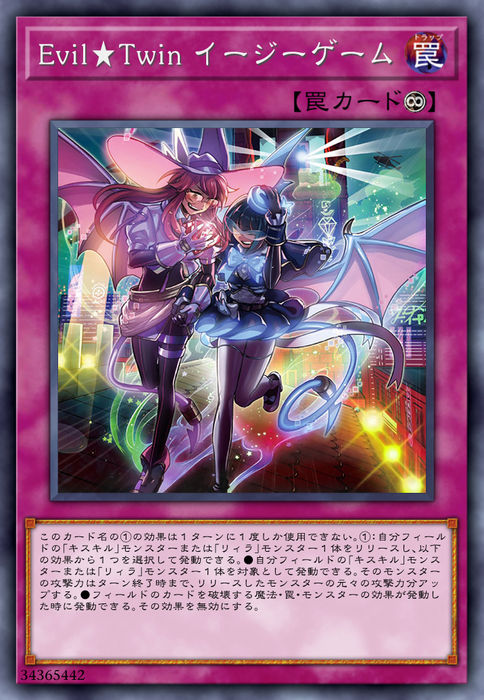 Evil★Twin イージーゲーム
トラップ
罠
【罠カード♾】
このカード名の①の効果は1ターンに1度しか使用できない。①：自分フィール
ドの「キスキル」モンスターまたは「リィラ」モンスター1体をリリースし、以下
の効果から1つを選択して発動できる。●自分フィールドの「キスキル」モンス
ターまたは「リィラ」モンスター1体を対象として発動できる。そのモンスター
の攻撃力はターン終了時まで、リリースしたモンスターの元々の攻撃力分アッ
プする。●フィールドのカードを破壊する魔法・罠・モンスターの効果が発動し
た時に発動できる。その効果を無効にする。
34365442